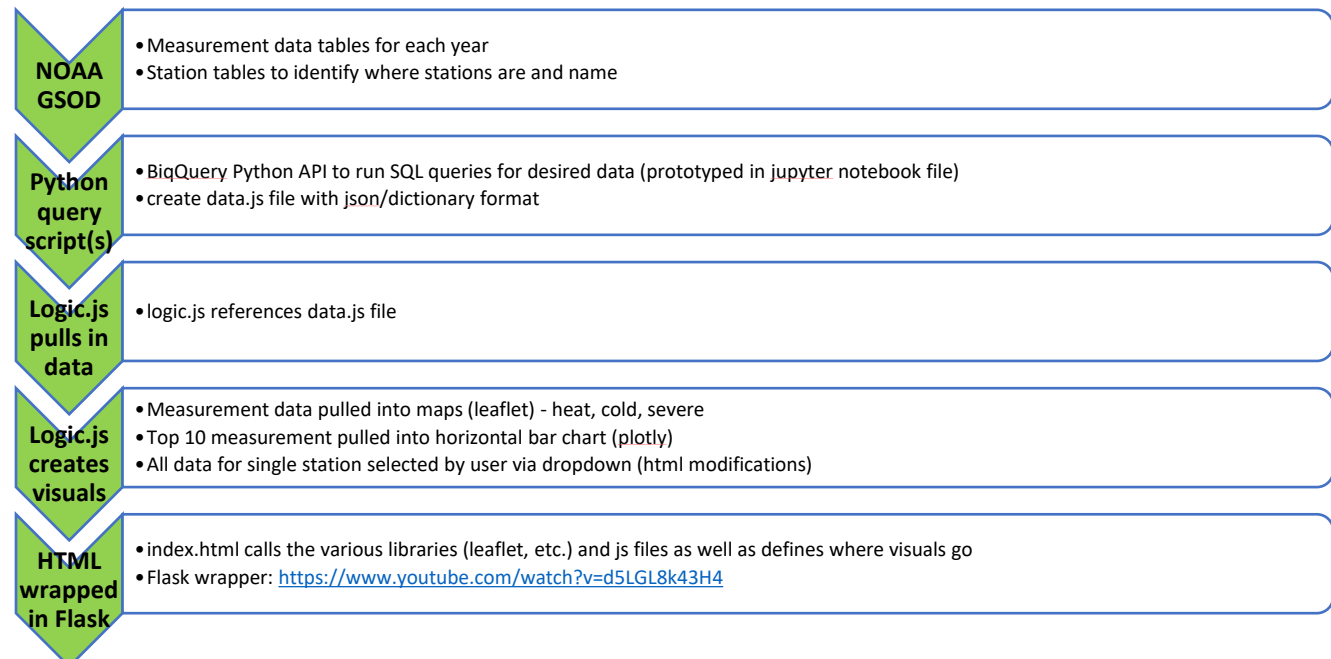 NOAA
GSOD
•Measurement data tables for each year
•Station tables to identify where stations are and name
Python
query
script(s)
•BiqQuery Python API to run SQL queries for desired data (prototyped in jupyter notebook file)
•create data.js file with json/dictionary format
Logic.js
pulls in
data
•logic.js references data.js file
Logic.js
creates
visuals
•Measurement data pulled into maps (leaflet) - heat, cold, severe
•Top 10 measurement pulled into horizontal bar chart (plotly)
•All data for single station selected by user via dropdown (html modifications)
HTML
wrapped
in Flask
•index.html calls the various libraries (leaflet, etc.) and js files as well as defines where visuals go
•Flask wrapper: https://www.youtube.com/watch?v=d5LGL8k43H4